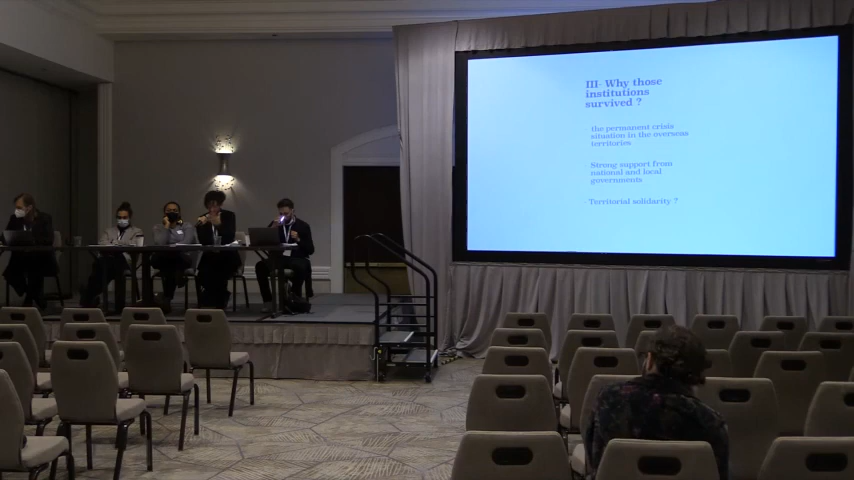 III- Why those
institutions
survived ?
the permanent crisis
situation in the overseas
territories
Strong support from
national and local
governments
Territorial solidarity ?